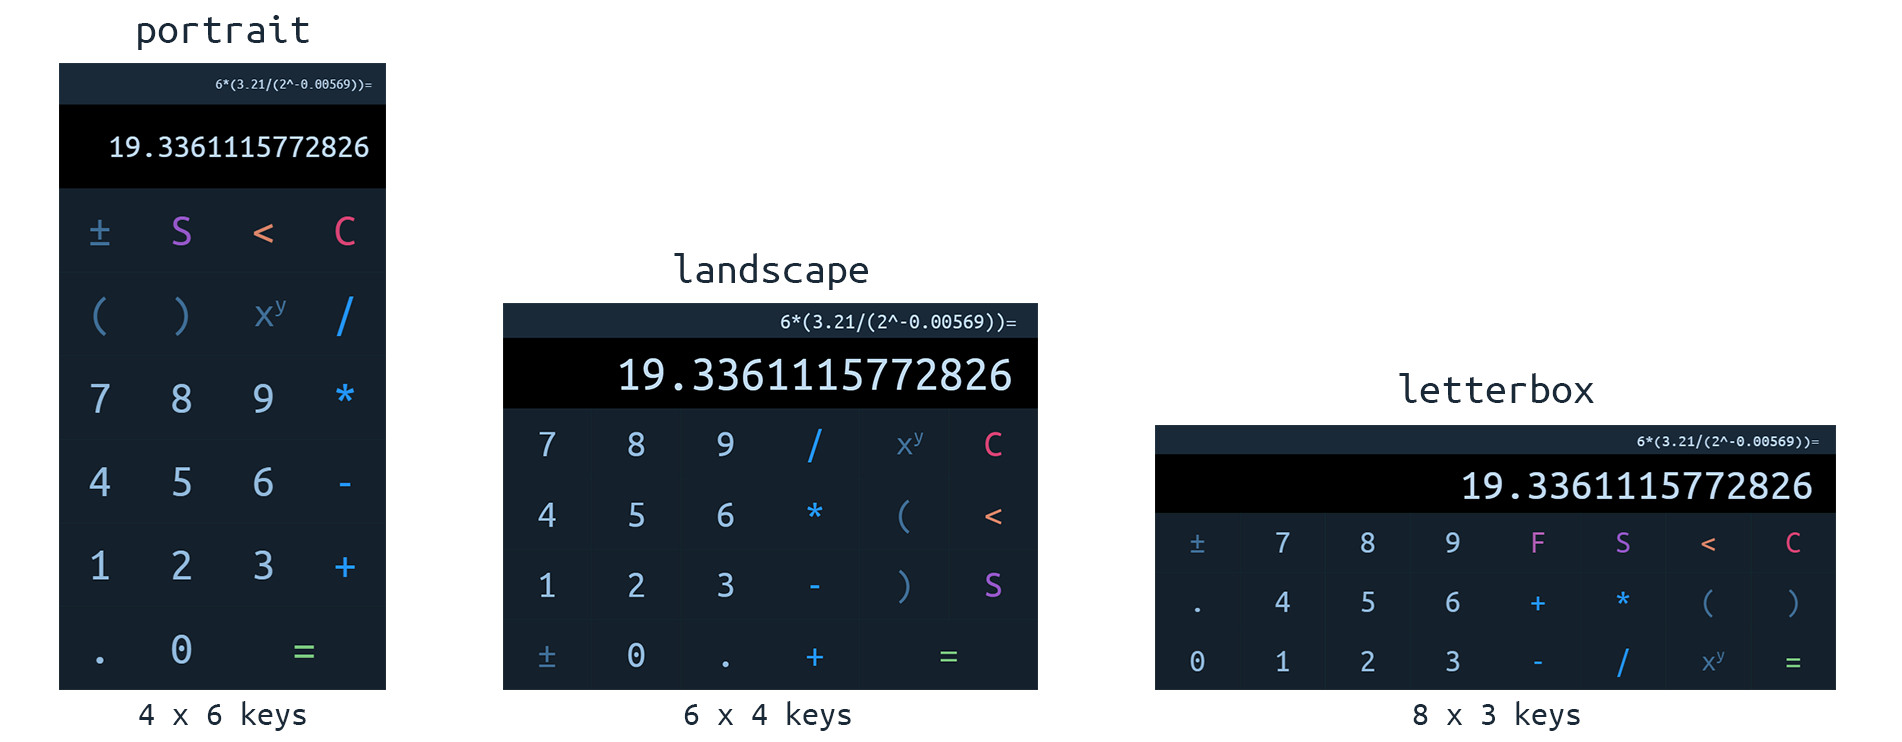 portrait
6*(3.21/(2^-0.00569))=
19.3361115772826
± S < C
( ) xʸ /
7 8 9 *
4 5 6 -
1 2 3 +
. 0 =
4 x 6 keys
landscape
6*(3.21/(2^-0.00569))=
19.3361115772826
7 8 9 / xʸ C
4 5 6 * ( <
1 2 3 - ) S
± 0 . + =
6 x 4 keys
letterbox
6*(3.21/(2^-0.00569))=
19.3361115772826
± 7 8 9 F S < C
. 4 5 6 + * ( )
0 1 2 3 - / xʸ =
8 x 3 keys